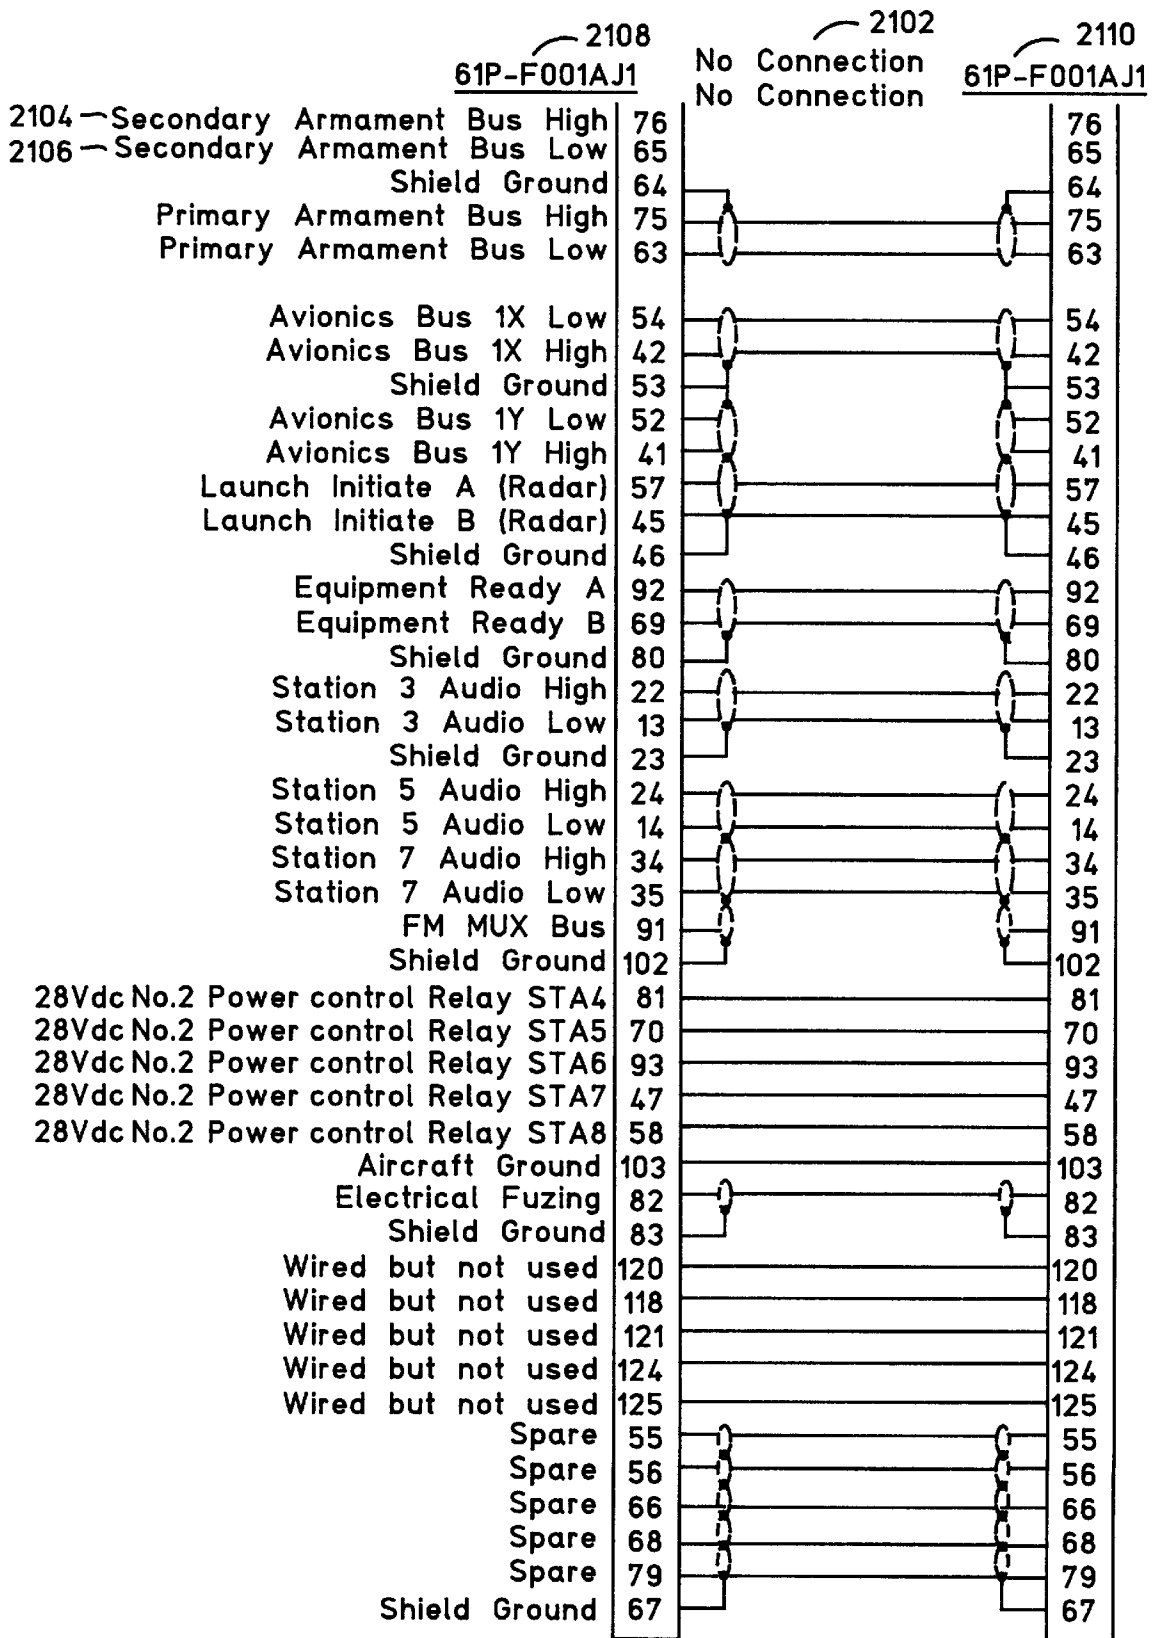 2108 2102 2110
61P-F001AJ1 No Connection 61P-F001AJ1
No Connection
2104 Secondary Armament Bus High 76 76
2106 Secondary Armament Bus Low 65 65
Shield Ground 64 64
Primary Armament Bus High 75 75
Primary Armament Bus Low 63 63
Avionics Bus 1X Low 54 54
Avionics Bus 1X High 42 42
Shield Ground 53 53
Avionics Bus 1Y Low 52 52
Avionics Bus 1Y High 41 41
Launch Initiate A (Radar) 57 57
Launch Initiate B (Radar) 45 45
Shield Ground 46 46
Equipment Ready A 92 92
Equipment Ready B 69 69
Shield Ground 80 80
Station 3 Audio High 22 22
Station 3 Audio Low 13 13
Shield Ground 23 23
Station 5 Audio High 24 24
Station 5 Audio Low 14 14
Station 7 Audio High 34 34
Station 7 Audio Low 35 35
FM MUX Bus 91 91
Shield Ground 102 102
28Vdc No.2 Power control Relay STA4 81 81
28Vdc No.2 Power control Relay STA5 70 70
28Vdc No.2 Power control Relay STA6 93 93
28Vdc No.2 Power control Relay STA7 47 47
28Vdc No.2 Power control Relay STA8 58 58
Aircraft Ground 103 103
Electrical Fuzing 82 82
Shield Ground 83 83
Wired but not used 120 120
Wired but not used 118 118
Wired but not used 121 121
Wired but not used 124 124
Wired but not used 125 125
Spare 55 55
Spare 56 56
Spare 66 66
Spare 68 68
Spare 79 79
Shield Ground 67 67